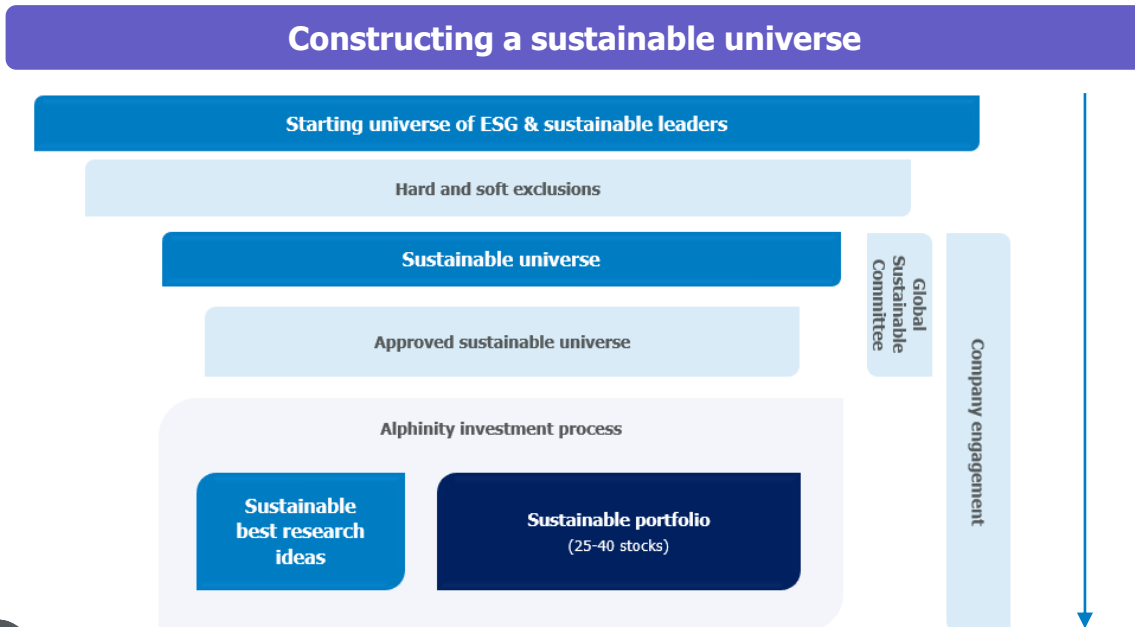 Constructing a sustainable universe
Starting universe of ESG & sustainable leaders
Hard and soft exclusions
Sustainable universe
Global
Sustainable
Committee
Approved sustainable universe
Company engagement
Alphinity investment process
Sustainable
best research
ideas
Sustainable portfolio
(25-40 stocks)